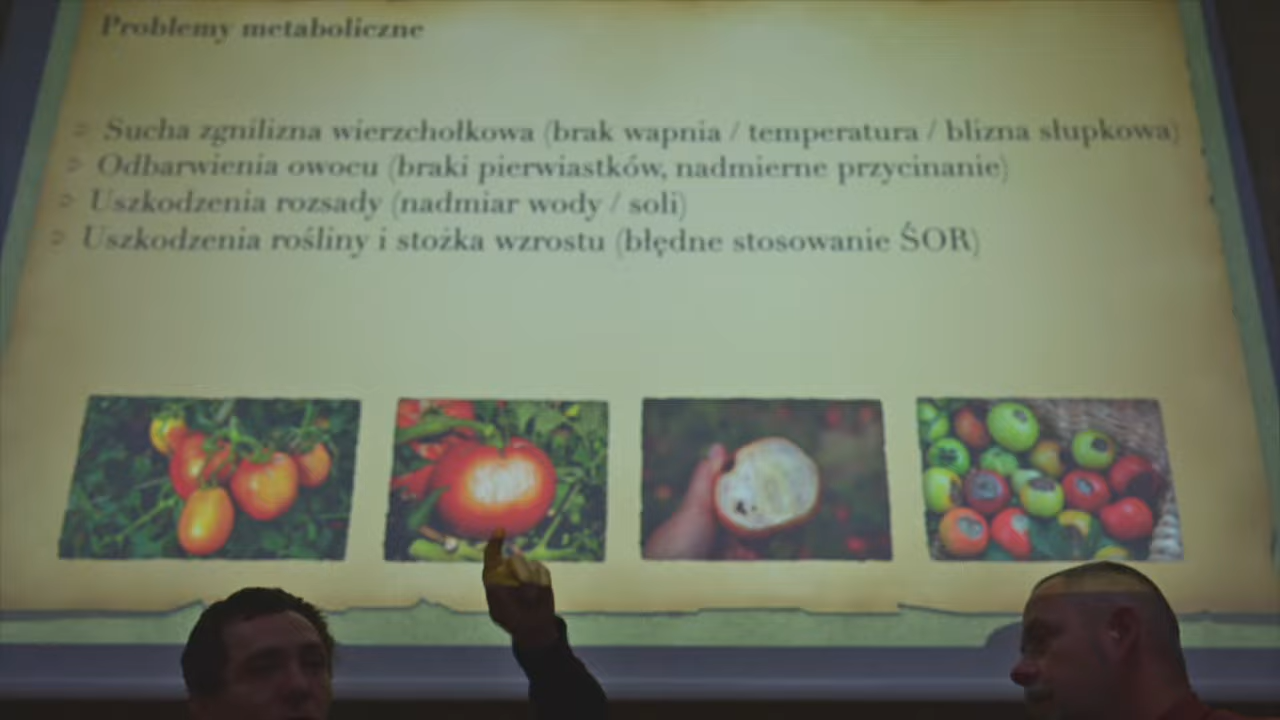 Problemy metaboliczne
Sucha zgnilizna wierzchołkowa (brak wapnia / temperatura / blizna słupkowa)
Odbarwienia owocu (braki pierwiastków, nadmierne przycinanie)
Uszkodzenia rozsady (nadmiar wody / soli)
Uszkodzenia rośliny i stożka wzrostu (błędne stosowanie ŚOR)